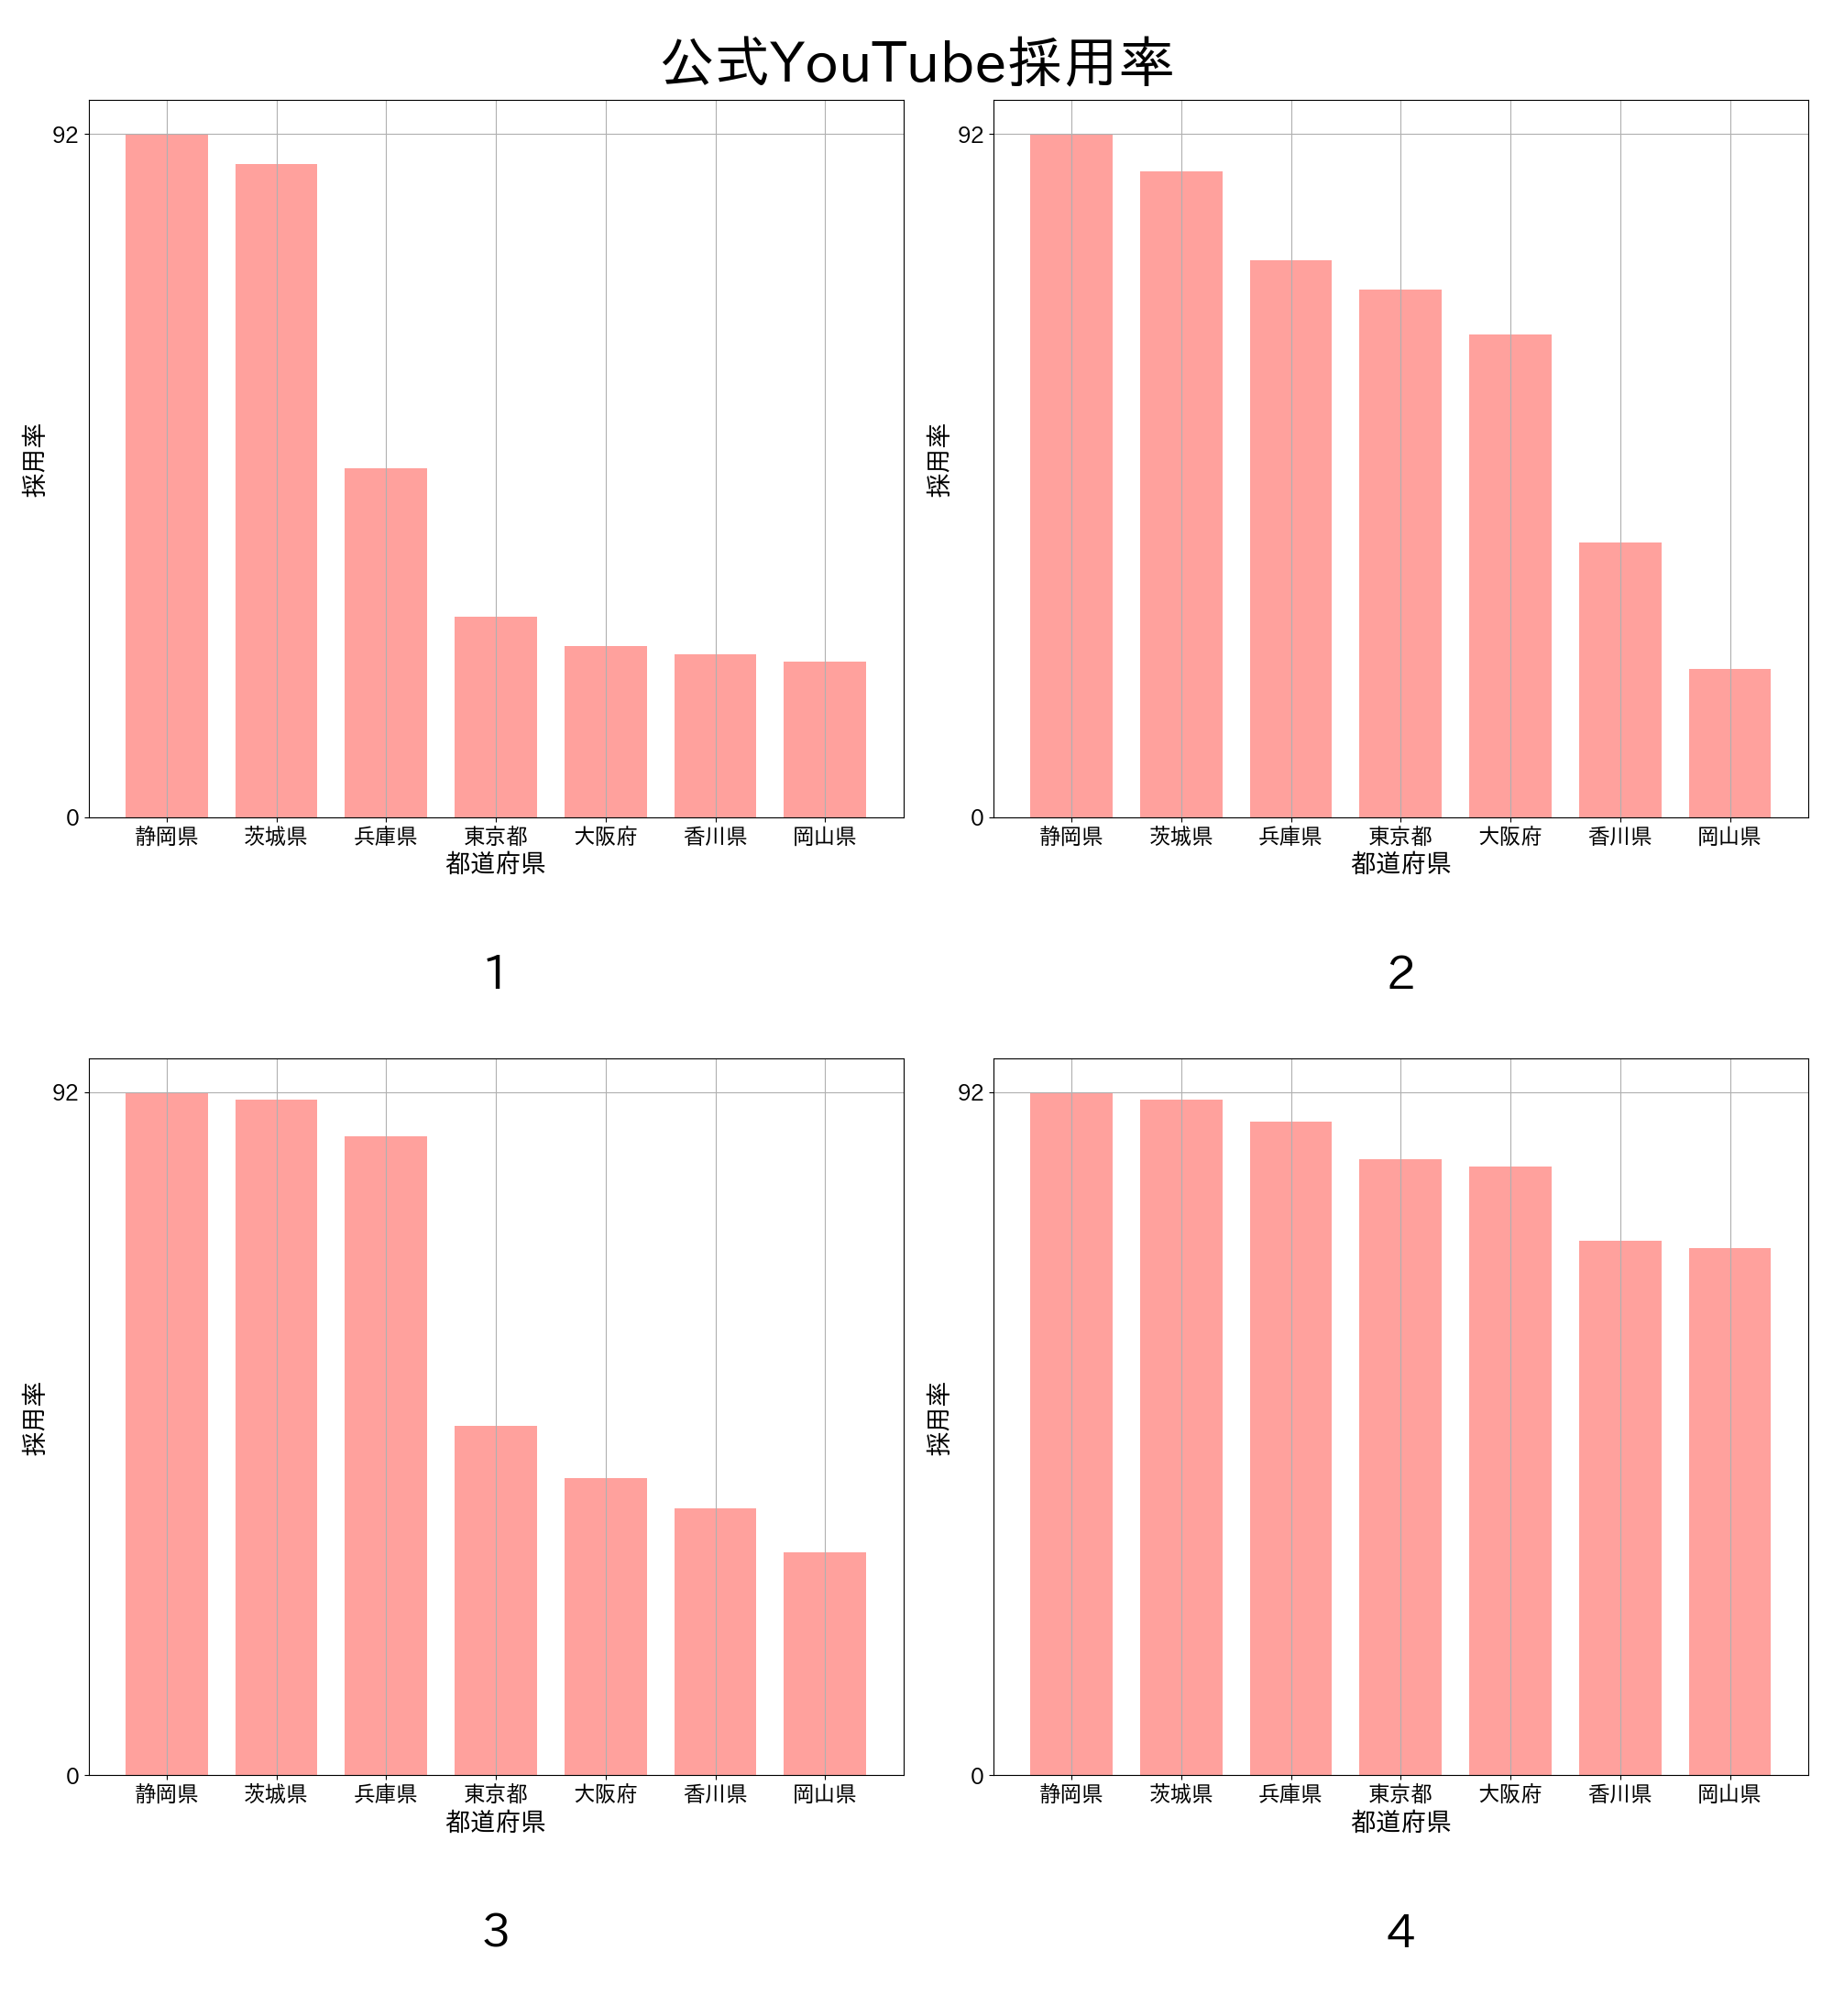 公式YouTube採用率
92
0
採用率
静岡県 茨城県 兵庫県 東京都 大阪府 香川県 岡山県
都道府県
1
92
0
採用率
静岡県 茨城県 兵庫県 東京都 大阪府 香川県 岡山県
都道府県
2
92
0
採用率
静岡県 茨城県 兵庫県 東京都 大阪府 香川県 岡山県
都道府県
3
92
0
採用率
静岡県 茨城県 兵庫県 東京都 大阪府 香川県 岡山県
都道府県
4